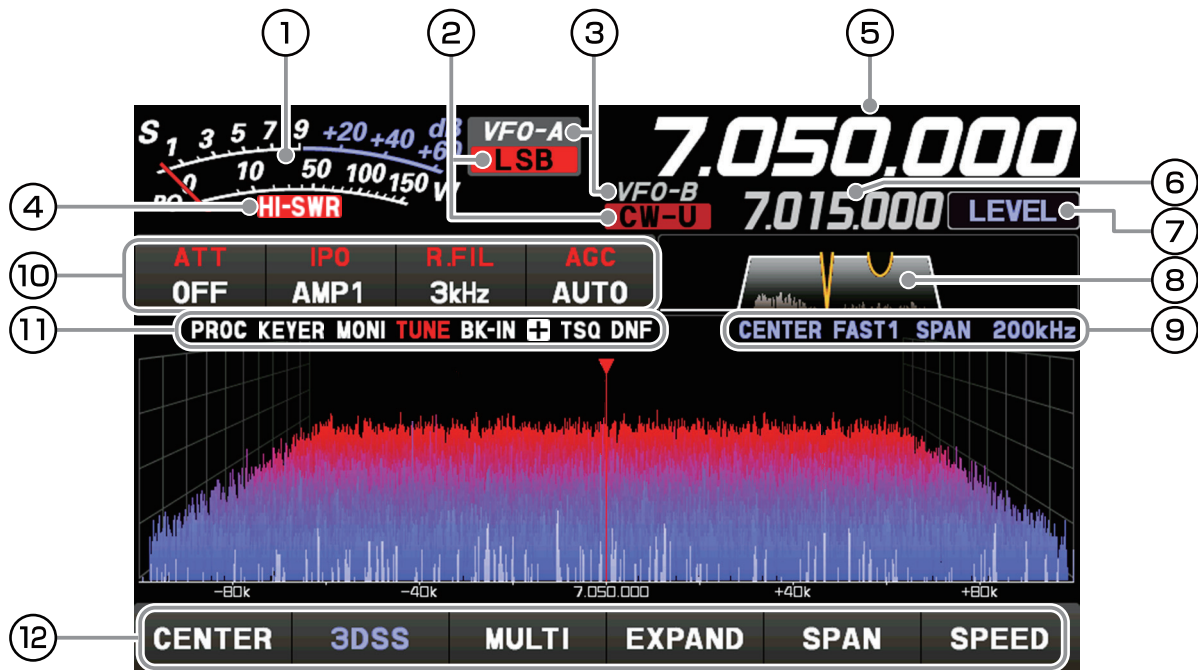 1 2 3 5
S 1 3 5 7 9 +20 +40 +60 dB
VFO-A
7.050.000
LSB
0 10 50 100 150 W
PO
VFO-B
6
4 HI-SWR
CW-U 7.015.000 LEVEL
7
10 ATT IPO R.FIL AGC
8
OFF AMP1 3kHz AUTO
11 PROC KEYER MONI TUNE BK-IN + TSQ DNF
CENTER FAST1 SPAN 200kHz 9
-80k -40k 7.050.000 +40k +80k
12 CENTER 3DSS MULTI EXPAND SPAN SPEED